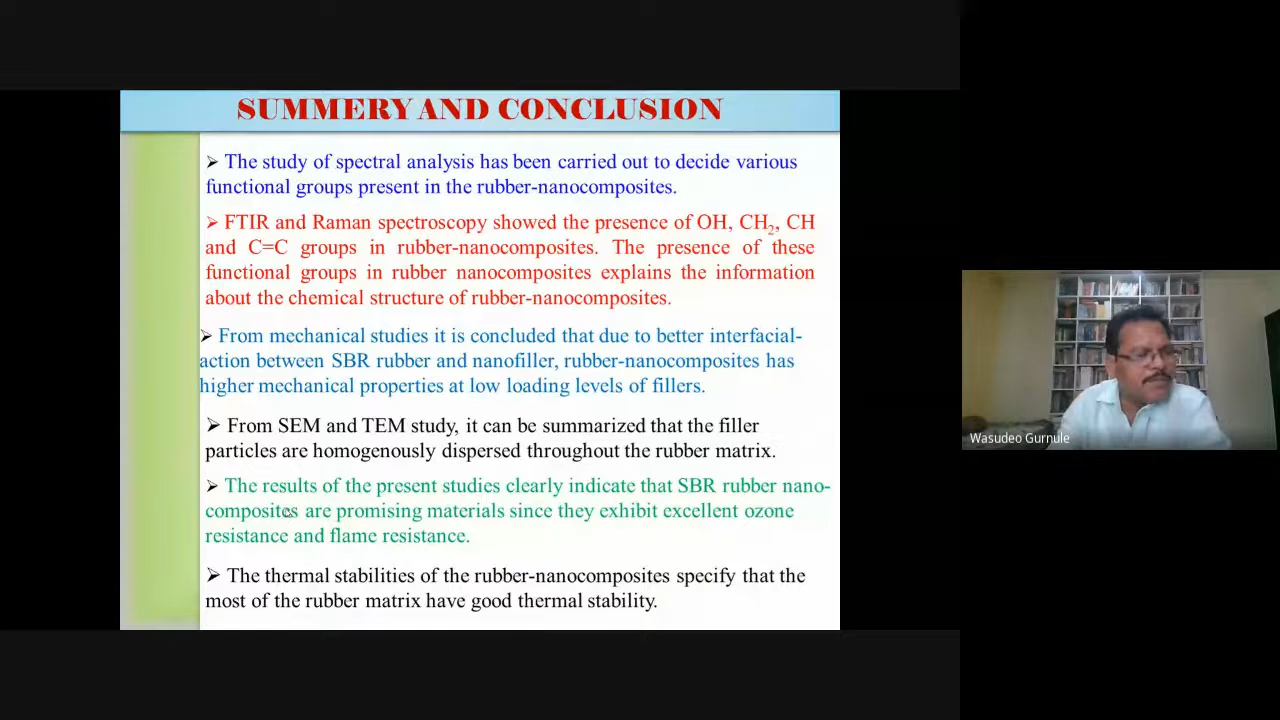 SUMMERY AND CONCLUSION
➢ The study of spectral analysis has been carried out to decide various
functional groups present in the rubber-nanocomposites.
➢ FTIR and Raman spectroscopy showed the presence of OH, CH₂, CH
and C=C groups in rubber-nanocomposites. The presence of these
functional groups in rubber nanocomposites explains the information
about the chemical structure of rubber-nanocomposites.
➢ From mechanical studies it is concluded that due to better interfacial-
action between SBR rubber and nanofiller, rubber-nanocomposites has
higher mechanical properties at low loading levels of fillers.
➢ From SEM and TEM study, it can be summarized that the filler
particles are homogenously dispersed throughout the rubber matrix.
➢ The results of the present studies clearly indicate that SBR rubber nano-
composites are promising materials since they exhibit excellent ozone
resistance and flame resistance.
➢ The thermal stabilities of the rubber-nanocomposites specify that the
most of the rubber matrix have good thermal stability.
Wasudeo Gurnule